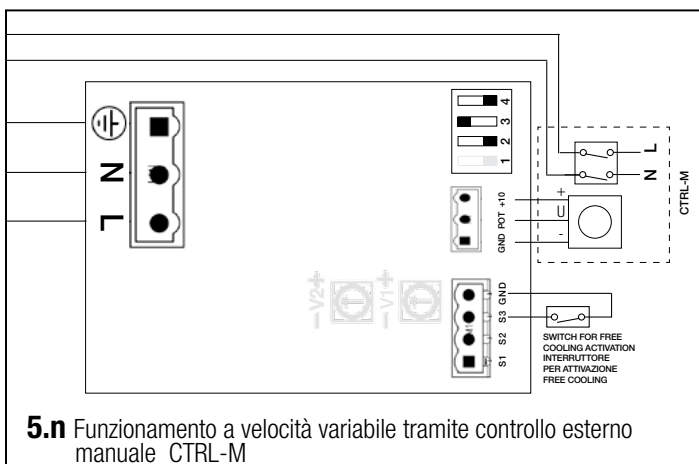 N
L
4
3
2
1
L
N
CTRL-M
+
U
-
+10
POT
GND
V2
V1
GND
S3
S2
S1
SWITCH FOR FREE
COOLING ACTIVATION
INTERRUTTORE
PER ATTIVAZIONE
FREE COOLING
5.n Funzionamento a velocità variabile tramite controllo esterno
manuale CTRL-M